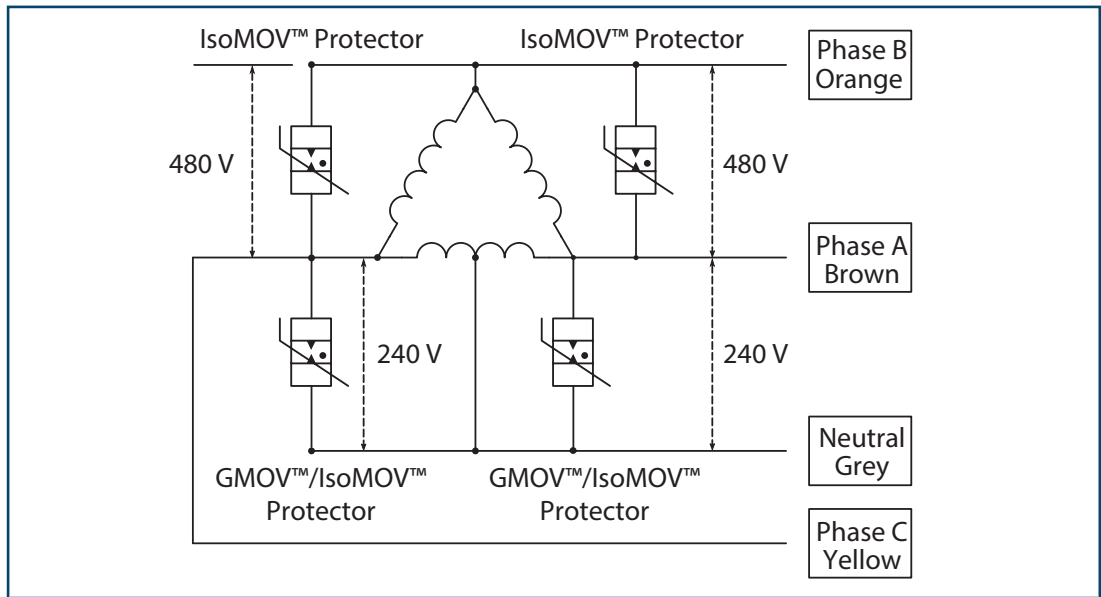 IsoMOV™ Protector
IsoMOV™ Protector
Phase B
Orange
480 V
480 V
Phase A
Brown
240 V
240 V
Neutral
Grey
GMOV™/IsoMOV™
Protector
GMOV™/IsoMOV™
Protector
Phase C
Yellow